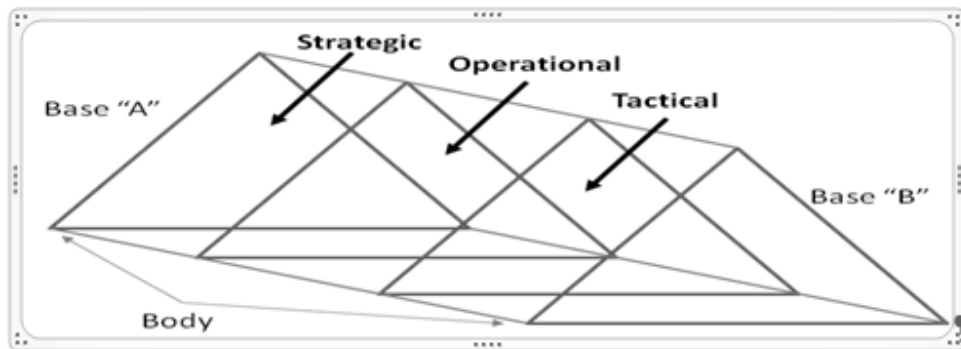 Strategic
Operational
Tactical
Base “A”
Base “B”
Body